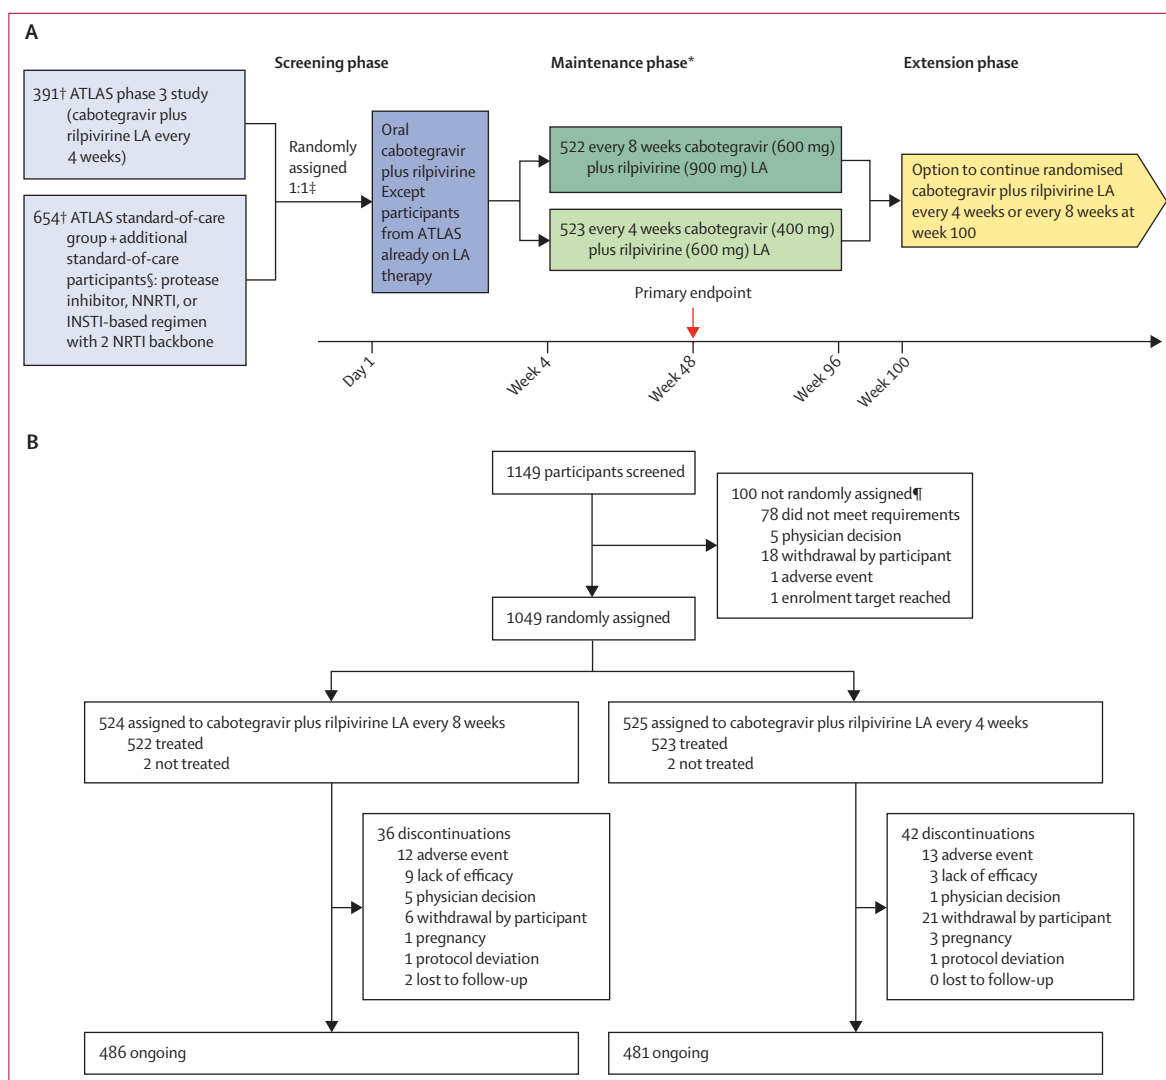 A
Screening phase
Maintenance phase*
Extension phase
391† ATLAS phase 3 study
(cabotegravir plus
rilpivirine LA every
4 weeks)
654† ATLAS standard-of-care
group + additional
standard-of-care
participants§: protease
inhibitor, NNRTI, or
INSTI-based regimen
with 2 NRTI backbone
Randomly
assigned
1:1‡
Oral
cabotegravir
plus rilpivirine
Except
participants
from ATLAS
already on LA
therapy
522 every 8 weeks cabotegravir (600 mg)
plus rilpivirine (900 mg) LA
523 every 4 weeks cabotegravir (400 mg)
plus rilpivirine (600 mg) LA
Option to continue randomised
cabotegravir plus rilpivirine LA
every 4 weeks or every 8 weeks at
week 100
Primary endpoint
Day 1
Week 4
Week 48
Week 96
Week 100
B
1149 participants screened
100 not randomly assigned¶
78 did not meet requirements
5 physician decision
18 withdrawal by participant
1 adverse event
1 enrolment target reached
1049 randomly assigned
524 assigned to cabotegravir plus rilpivirine LA every 8 weeks
522 treated
2 not treated
525 assigned to cabotegravir plus rilpivirine LA every 4 weeks
523 treated
2 not treated
36 discontinuations
12 adverse event
9 lack of efficacy
5 physician decision
6 withdrawal by participant
1 pregnancy
1 protocol deviation
2 lost to follow-up
42 discontinuations
13 adverse event
3 lack of efficacy
1 physician decision
21 withdrawal by participant
3 pregnancy
1 protocol deviation
0 lost to follow-up
486 ongoing
481 ongoing